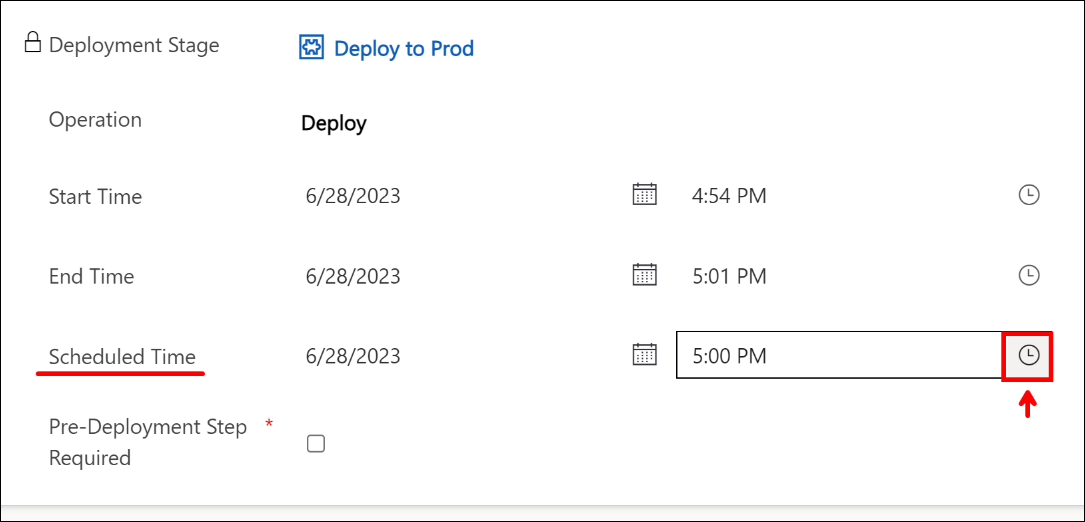 Deployment Stage Deploy to Prod
Operation Deploy
Start Time 6/28/2023 4:54 PM
End Time 6/28/2023 5:01 PM
Scheduled Time 6/28/2023 5:00 PM
Pre-Deployment Step *
Required